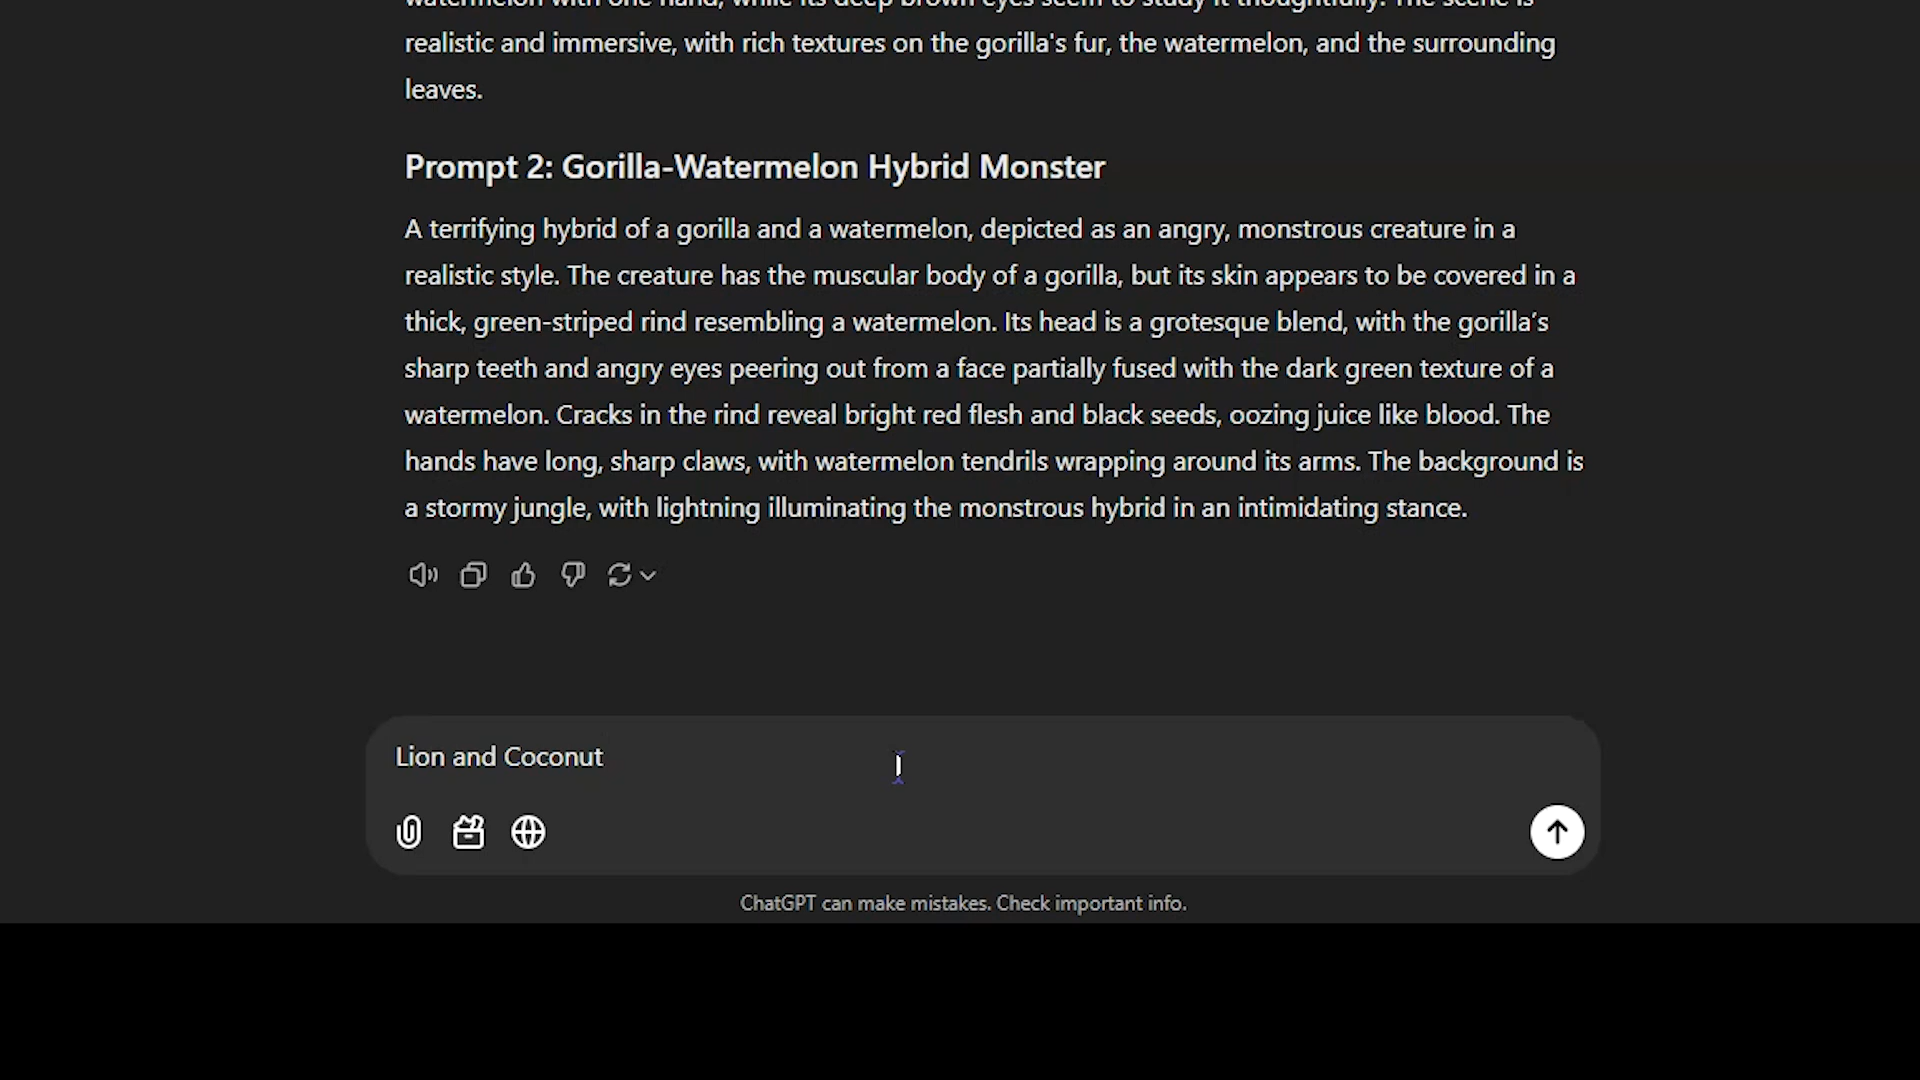 watermelon with one hand, while its deep brown eyes seem to study it thoughtfully. The scene is
realistic and immersive, with rich textures on the gorilla's fur, the watermelon, and the surrounding
leaves.
Prompt 2: Gorilla-Watermelon Hybrid Monster
A terrifying hybrid of a gorilla and a watermelon, depicted as an angry, monstrous creature in a
realistic style. The creature has the muscular body of a gorilla, but its skin appears to be covered in a
thick, green-striped rind resembling a watermelon. Its head is a grotesque blend, with the gorilla’s
sharp teeth and angry eyes peering out from a face partially fused with the dark green texture of a
watermelon. Cracks in the rind reveal bright red flesh and black seeds, oozing juice like blood. The
hands have long, sharp claws, with watermelon tendrils wrapping around its arms. The background is
a stormy jungle, with lightning illuminating the monstrous hybrid in an intimidating stance.
Lion and Coconut
ChatGPT can make mistakes. Check important info.